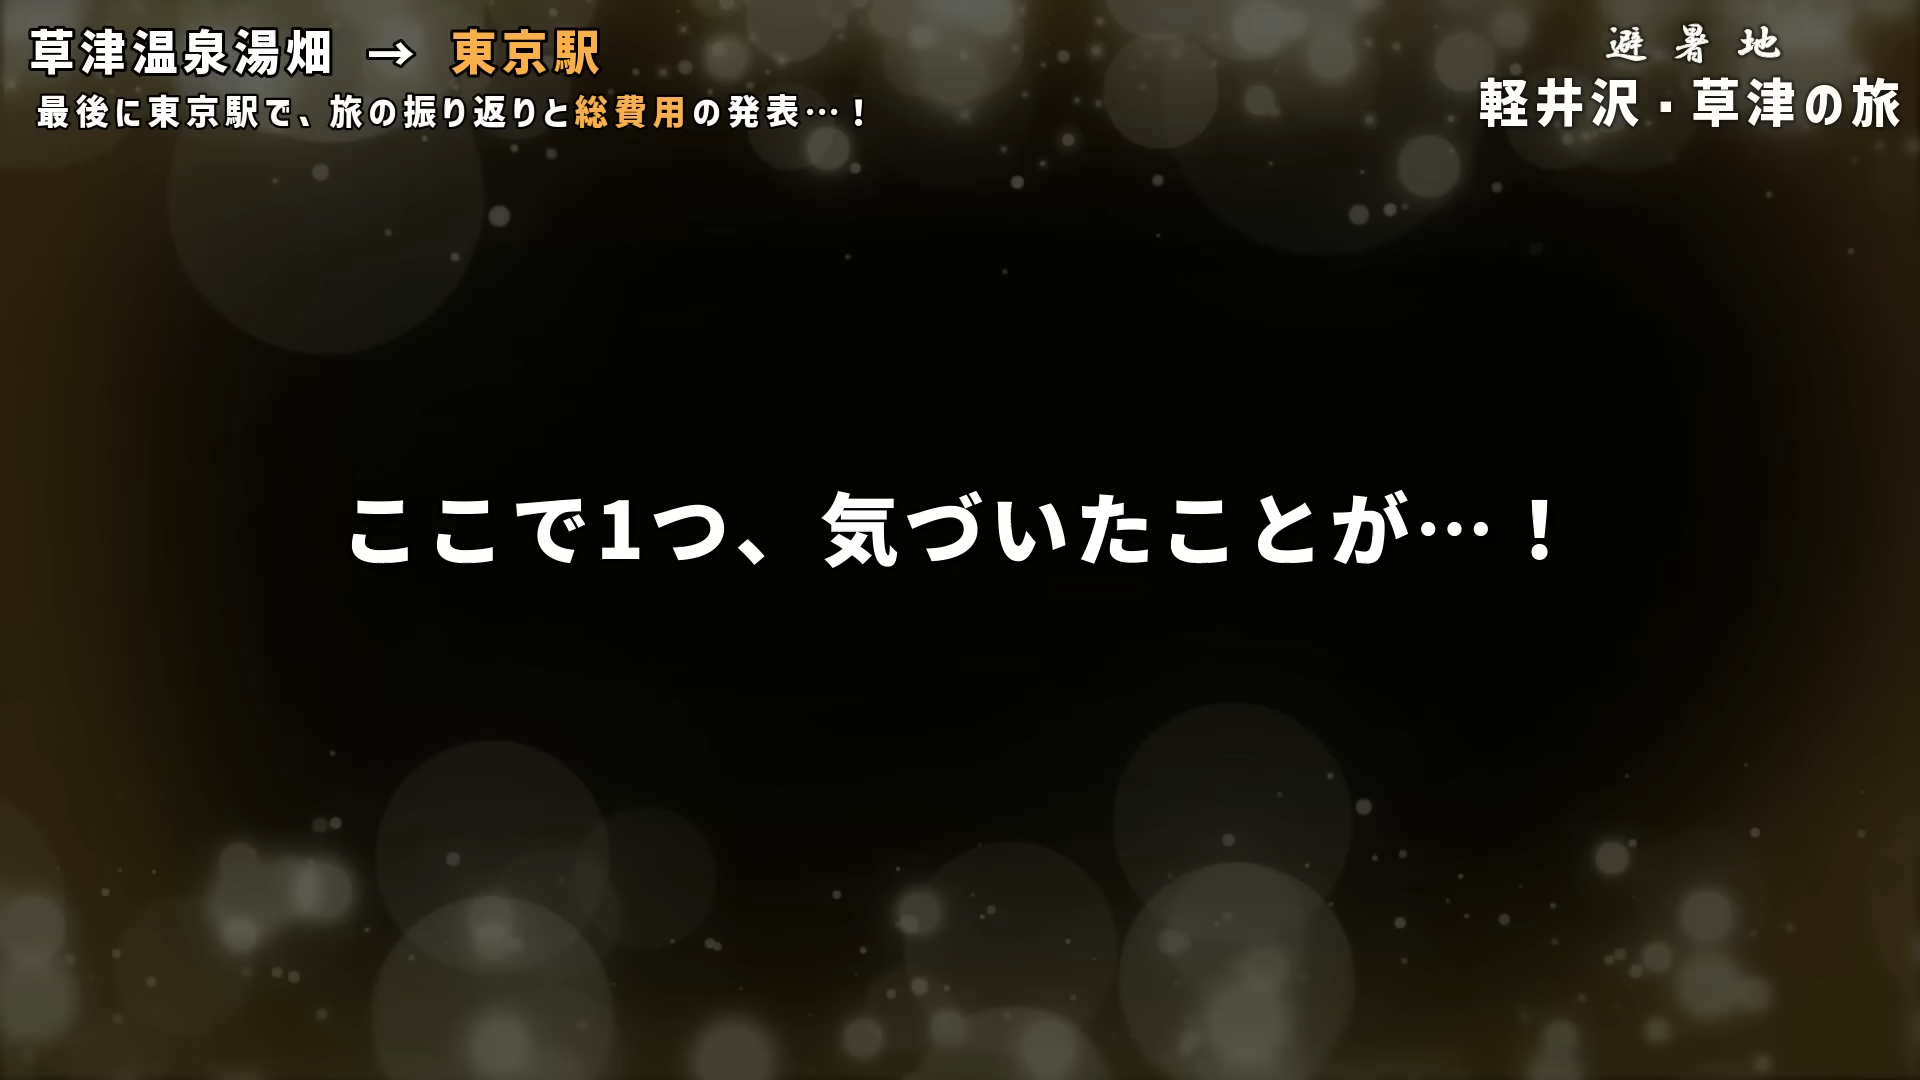 草津温泉湯畑 → 東京駅
最後に東京駅で、旅の振り返りと総費用の発表…！
避暑地
軽井沢・草津の旅
ここで1つ、気づいたことが…！